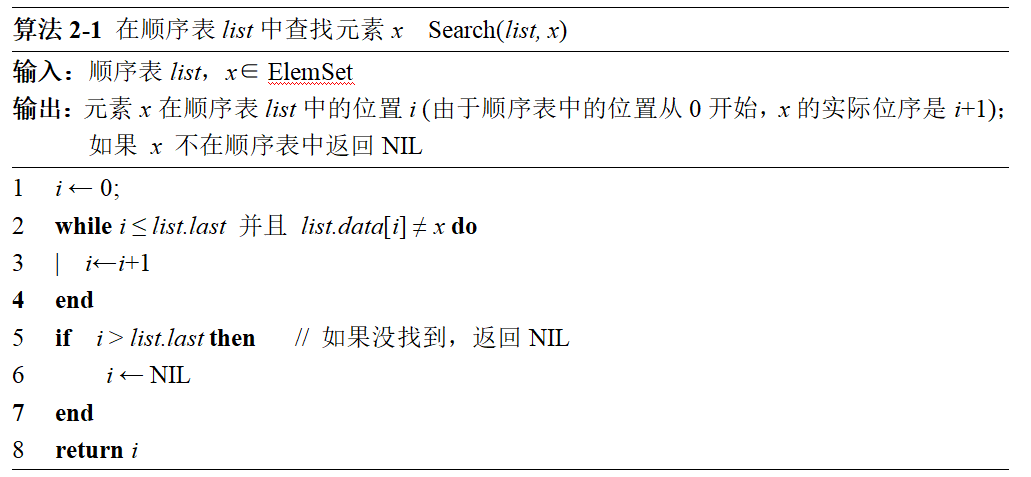 算法 2-1 在顺序表 list 中查找元素 x Search(list, x)
输入：顺序表 list，x∈ ElemSet
输出：元素 x 在顺序表 list 中的位置 i (由于顺序表中的位置从 0 开始，x 的实际位序是 i+1)；
如果 x 不在顺序表中返回 NIL
1 i ← 0;
2 while i ≤ list.last 并且 list.data[i] ≠ x do
3 | i←i+1
4 end
5 if i > list.last then // 如果没找到，返回 NIL
6 i ← NIL
7 end
8 return i